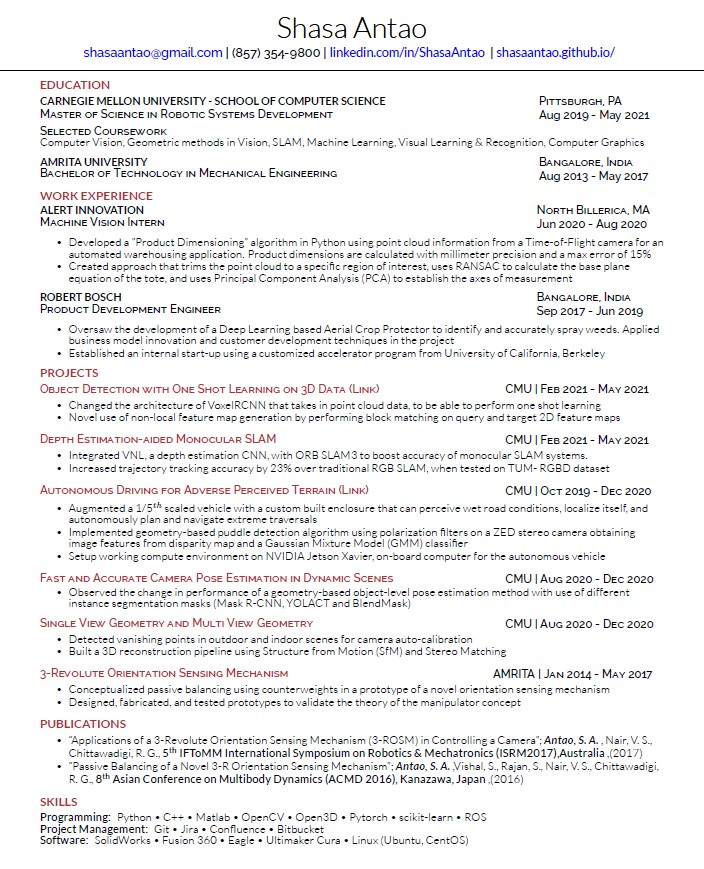 Shasa Antao
shasaantao@gmail.com | (857) 354-9800 | linkedin.com/in/ShasaAntao | shasaantao.github.io/
EDUCATION
CARNEGIE MELLON UNIVERSITY - SCHOOL OF COMPUTER SCIENCE Pittsburgh, PA
Master of Science in Robotic Systems Development Aug 2019 - May 2021
Selected Coursework
Computer Vision, Geometric methods in Vision, SLAM, Machine Learning, Visual Learning & Recognition, Computer Graphics
AMRITA UNIVERSITY Bangalore, India
Bachelor of Technology in Mechanical Engineering Aug 2013 - May 2017
WORK EXPERIENCE
ALERT INNOVATION North Billerica, MA
Machine Vision Intern Jun 2020 - Aug 2020
• Developed a "Product Dimensioning" algorithm in Python using point cloud information from a Time-of-Flight camera for an
automated warehousing application. Product dimensions are calculated with millimeter precision and a max error of 15%
• Created approach that trims the point cloud to a specific region of interest, uses RANSAC to calculate the base plane
equation of the tote, and uses Principal Component Analysis (PCA) to establish the axes of measurement
ROBERT BOSCH Bangalore, India
Product Development Engineer Sep 2017 - Jun 2019
• Oversaw the development of a Deep Learning based Aerial Crop Protector to identify and accurately spray weeds. Applied
business model innovation and customer development techniques in the project
• Established an internal start-up using a customized accelerator program from University of California, Berkeley
PROJECTS
Object Detection with One Shot Learning on 3D Data (Link) CMU | Feb 2021 - May 2021
• Changed the architecture of VoxelRCNN that takes in point cloud data, to be able to perform one shot learning
• Novel use of non-local feature map generation by performing block matching on query and target 2D feature maps
Depth Estimation-aided Monocular SLAM CMU | Feb 2021 - May 2021
• Integrated VNL, a depth estimation CNN, with ORB SLAM3 to boost accuracy of monocular SLAM systems.
• Increased trajectory tracking accuracy by 23% over traditional RGB SLAM, when tested on TUM- RGBD dataset
Autonomous Driving for Adverse Perceived Terrain (Link) CMU | Oct 2019 - Dec 2020
• Augmented a 1/5th scaled vehicle with a custom built enclosure that can perceive wet road conditions, localize itself, and
autonomously plan and navigate extreme traversals
• Implemented geometry-based puddle detection algorithm using polarization filters on a ZED stereo camera obtaining
image features from disparity map and a Gaussian Mixture Model (GMM) classifier
• Setup working compute environment on NVIDIA Jetson Xavier, on-board computer for the autonomous vehicle
Fast and Accurate Camera Pose Estimation in Dynamic Scenes CMU | Aug 2020 - Dec 2020
• Observed the change in performance of a geometry-based object-level pose estimation method with use of different
instance segmentation masks (Mask R-CNN, YOLACT and BlendMask)
Single View Geometry and Multi View Geometry CMU | Aug 2020 - Dec 2020
• Detected vanishing points in outdoor and indoor scenes for camera auto-calibration
• Built a 3D reconstruction pipeline using Structure from Motion (SfM) and Stereo Matching
3-Revolute Orientation Sensing Mechanism AMRITA | Jan 2014 - May 2017
• Conceptualized passive balancing using counterweights in a prototype of a novel orientation sensing mechanism
• Designed, fabricated, and tested prototypes to validate the theory of the manipulator concept
PUBLICATIONS
• "Applications of a 3-Revolute Orientation Sensing Mechanism (3-ROSM) in Controlling a Camera"; Antao, S. A. , Nair, V. S.,
Chittawadigi, R. G., 5th IFToMM International Symposium on Robotics & Mechatronics (ISRM2017),Australia ,(2017)
• "Passive Balancing of a Novel 3-R Orientation Sensing Mechanism"; Antao, S. A. ,Vishal, S., Rajan, S., Nair, V. S., Chittawadigi,
R. G., 8th Asian Conference on Multibody Dynamics (ACMD 2016), Kanazawa, Japan ,(2016)
SKILLS
Programming: Python • C++ • Matlab • OpenCV • Open3D • Pytorch • scikit-learn • ROS
Project Management: Git • Jira • Confluence • Bitbucket
Software: SolidWorks • Fusion 360 • Eagle • Ultimaker Cura • Linux (Ubuntu, CentOS)